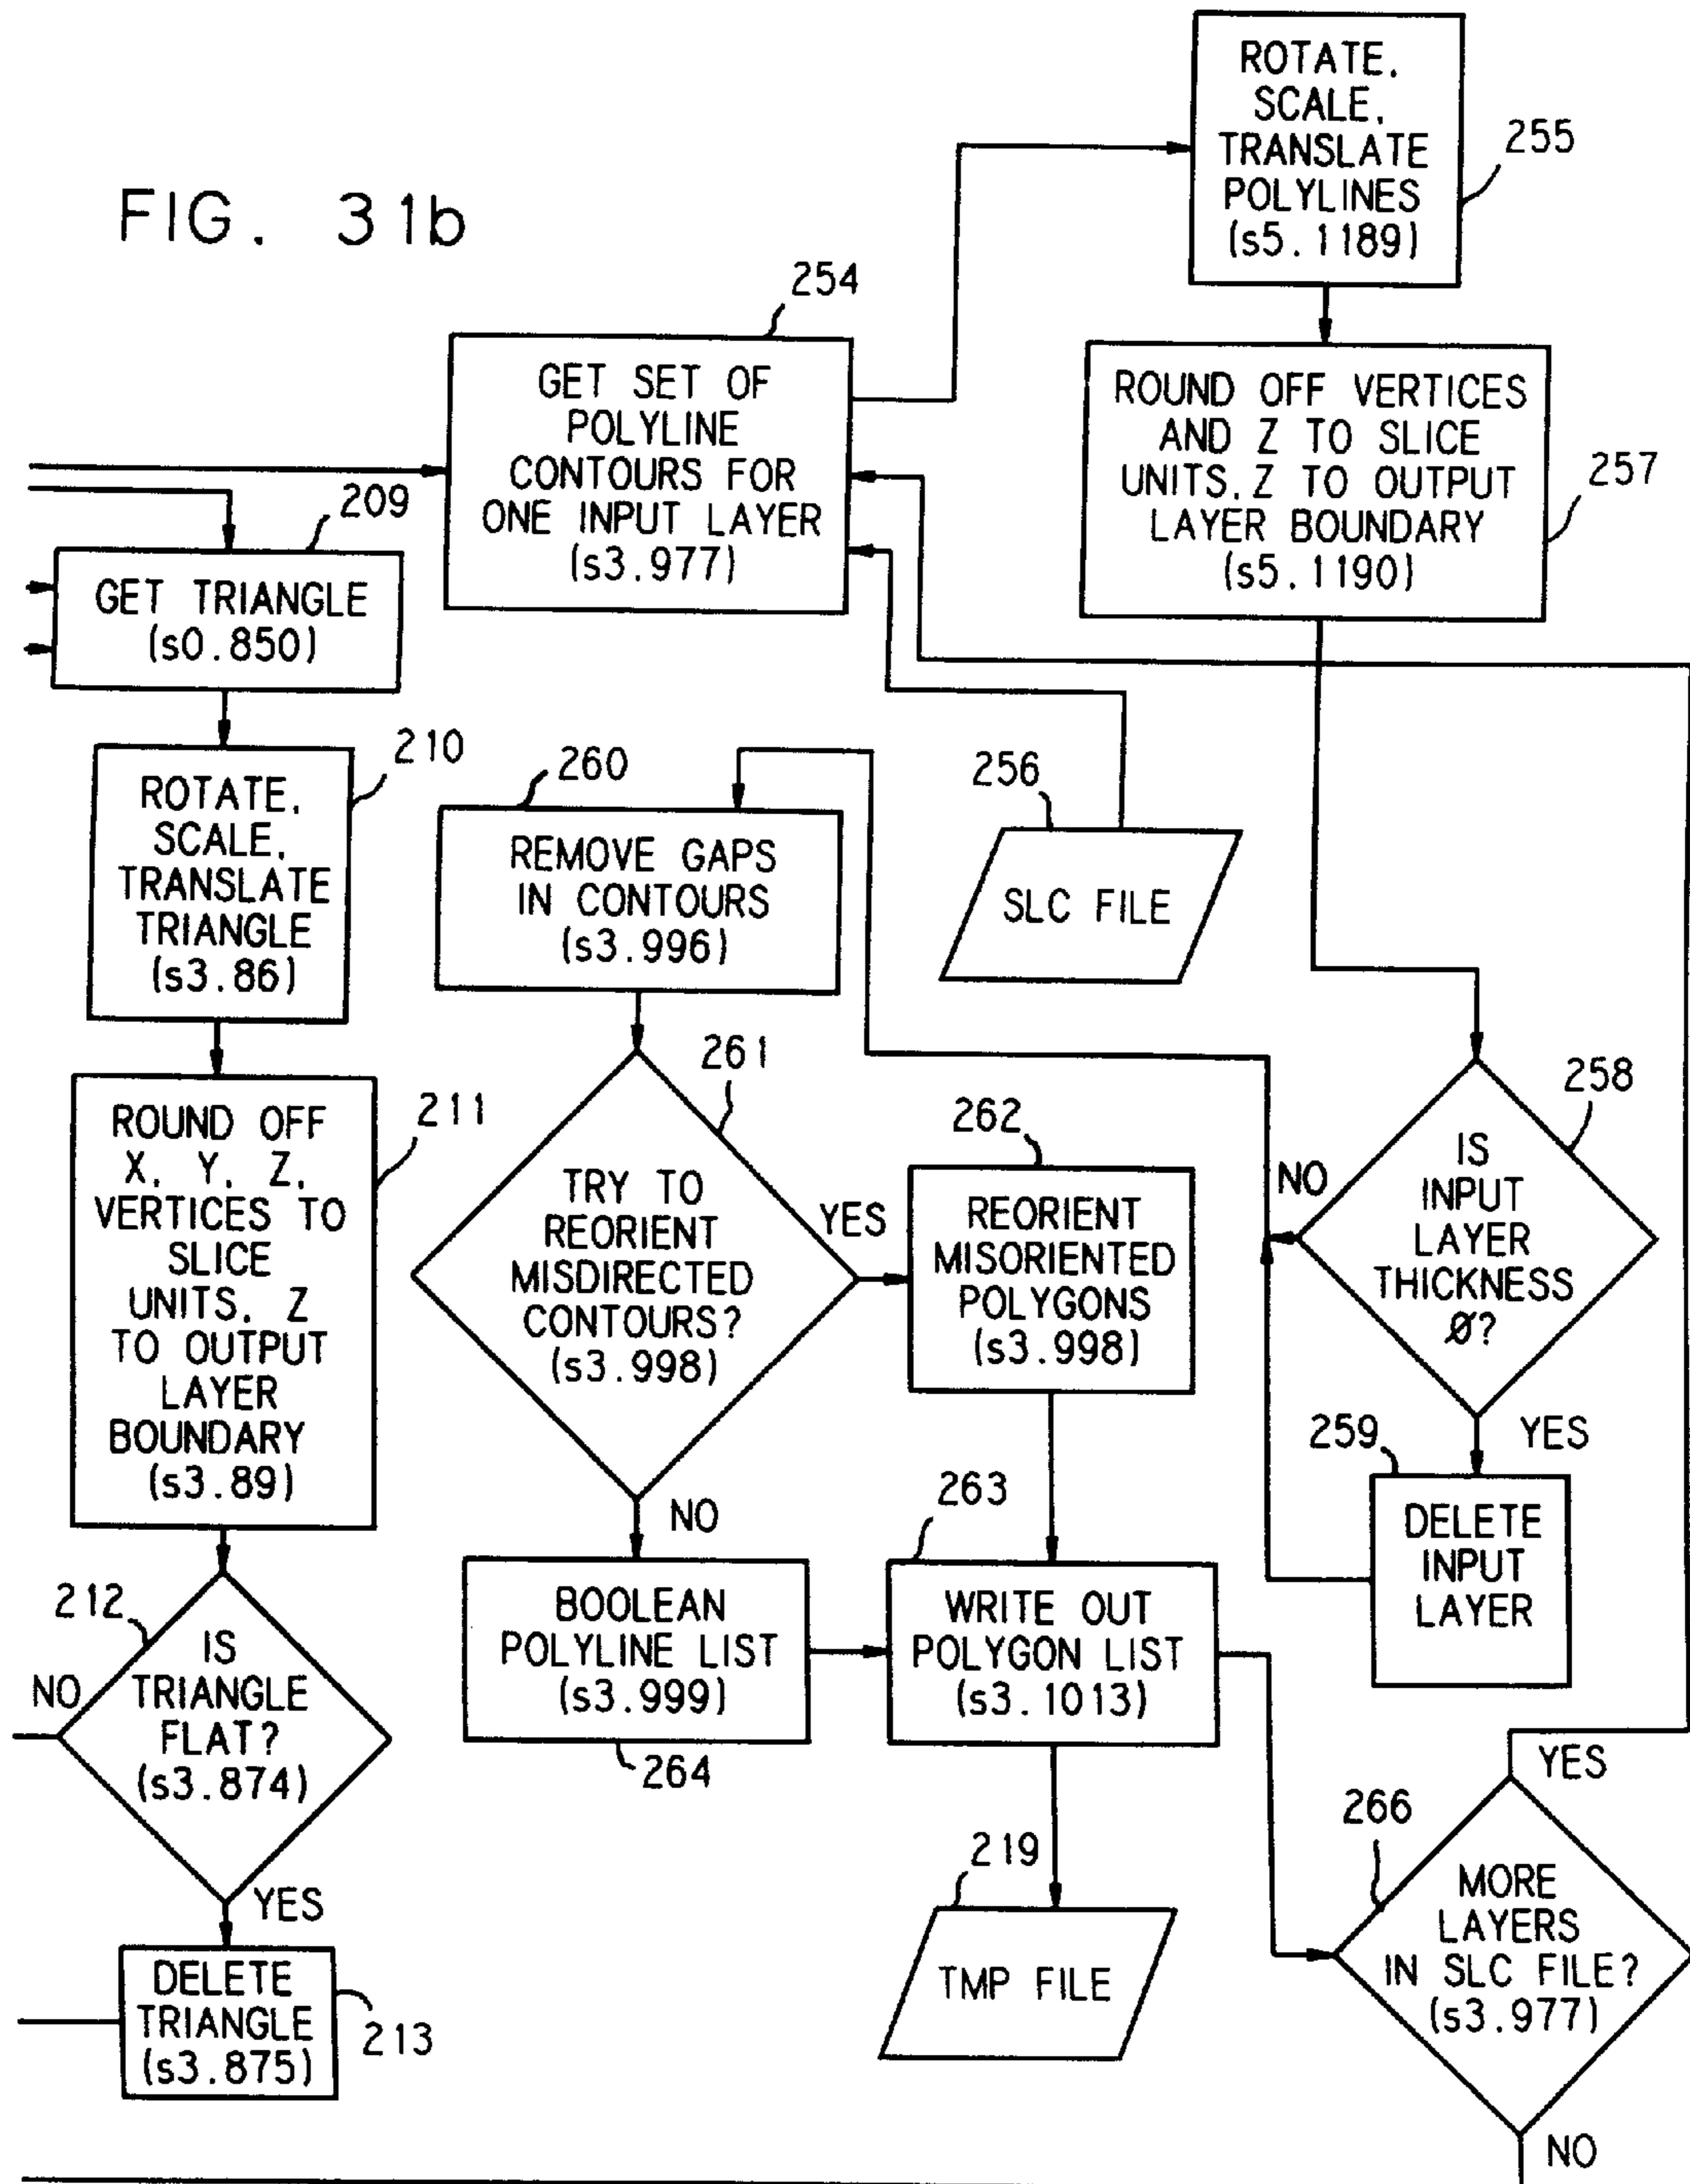 FIG. 31b
ROTATE,
SCALE,
TRANSLATE
POLYLINES
(s5.1189)
255
254
GET SET OF
POLYLINE
CONTOURS FOR
ONE INPUT LAYER
(s3.977)
ROUND OFF VERTICES
AND Z TO SLICE
UNITS, Z TO OUTPUT
LAYER BOUNDARY
(s5.1190)
257
209
GET TRIANGLE
(s0.850)
210
ROTATE,
SCALE,
TRANSLATE
TRIANGLE
(s3.86)
260
REMOVE GAPS
IN CONTOURS
(s3.996)
256
SLC FILE
211
ROUND OFF
X, Y, Z,
VERTICES TO
SLICE
UNITS, Z
TO OUTPUT
LAYER
BOUNDARY
(s3.89)
261
TRY TO
REORIENT
MISDIRECTED
CONTOURS?
(s3.998)
YES
NO
262
REORIENT
MISORIENTED
POLYGONS
(s3.998)
258
IS
INPUT
LAYER
THICKNESS
Ø?
NO
YES
259
DELETE
INPUT
LAYER
212
IS
TRIANGLE
FLAT?
(s3.874)
NO
YES
BOOLEAN
POLYLINE LIST
(s3.999)
264
263
WRITE OUT
POLYGON LIST
(s3.1013)
DELETE
TRIANGLE
(s3.875)
213
219
TMP FILE
266
MORE
LAYERS
IN SLC FILE?
(s3.977)
YES
NO